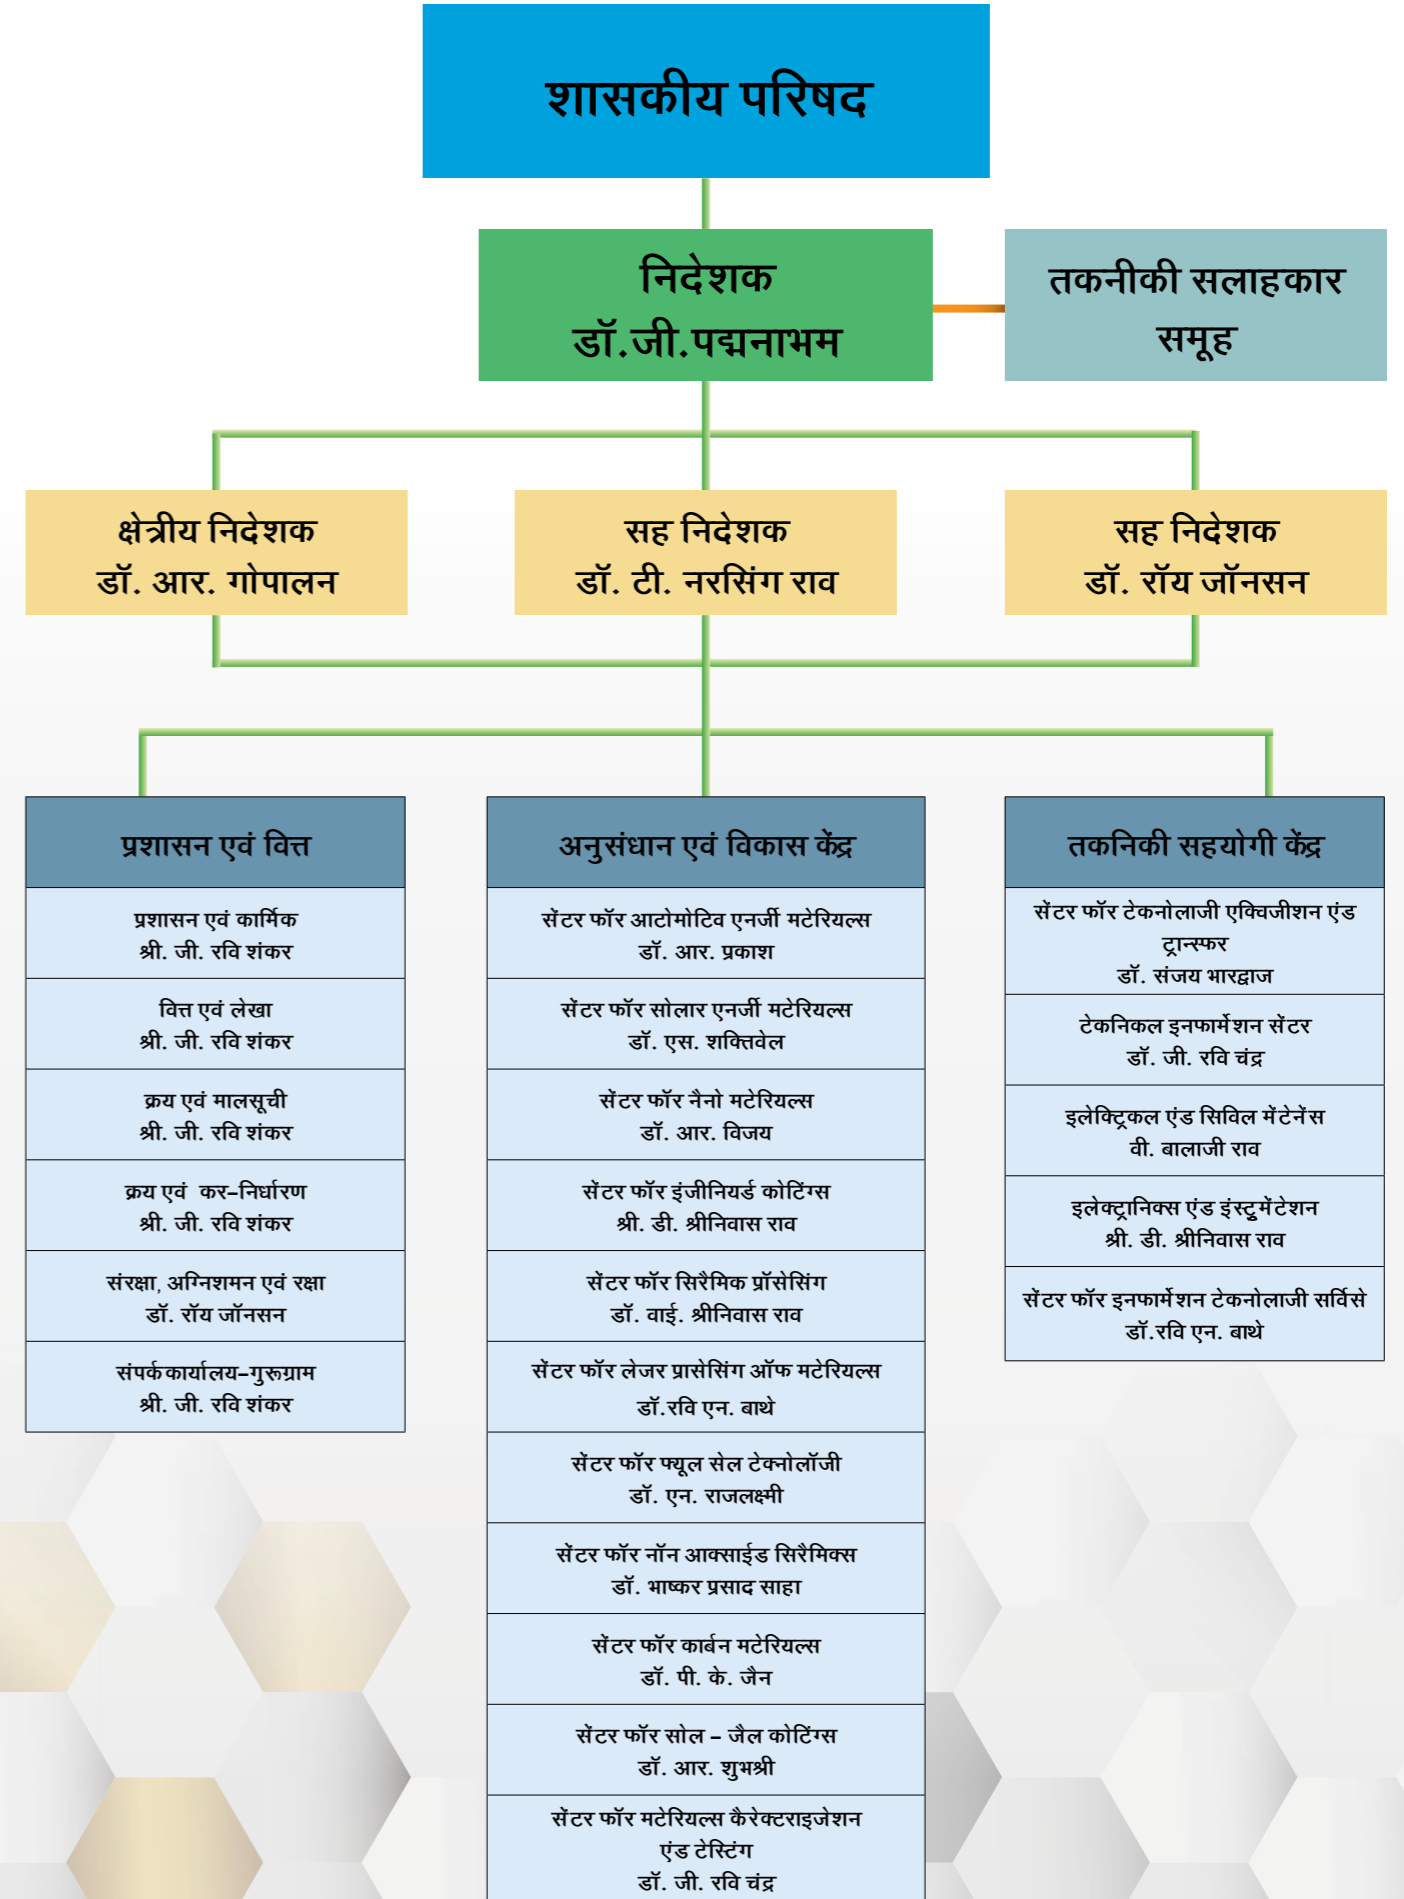 शासकीय परिषद
निदेशक
डॉ.जी.पद्मनाभम
तकनीकी सलाहकार
समूह
क्षेत्रीय निदेशक
डॉ. आर. गोपालन
सह निदेशक
डॉ. टी. नरसिंग राव
सह निदेशक
डॉ. रॉय जॉनसन
प्रशासन एवं वित्त
प्रशासन एवं कार्मिक
श्री. जी. रवि शंकर
वित्त एवं लेखा
श्री. जी. रवि शंकर
क्रय एवं मालसूची
श्री. जी. रवि शंकर
क्रय एवं कर–निर्धारण
श्री. जी. रवि शंकर
संरक्षा, अग्निशमन एवं रक्षा
डॉ. रॉय जॉनसन
संपर्क कार्यालय–गुरूग्राम
श्री. जी. रवि शंकर
अनुसंधान एवं विकास केंद्र
सेंटर फॉर आटोमोटिव एनर्जी मटेरियल्स
डॉ. आर. प्रकाश
सेंटर फॉर सोलार एनर्जी मटेरियल्स
डॉ. एस. शक्तिवेल
सेंटर फॉर नैनो मटेरियल्स
डॉ. आर. विजय
सेंटर फॉर इंजीनियर्ड कोटिंग्स
श्री. डी. श्रीनिवास राव
सेंटर फॉर सिरैमिक प्रॉसेसिंग
डॉ. वाई. श्रीनिवास राव
सेंटर फॉर लेजर प्रासेसिंग ऑफ मटेरियल्स
डॉ.रवि एन. बाथे
सेंटर फॉर फ्यूल सेल टेक्नोलॉजी
डॉ. एन. राजलक्ष्मी
सेंटर फॉर नॉन आक्साईड सिरैमिक्स
डॉ. भाष्कर प्रसाद साहा
सेंटर फॉर कार्बन मटेरियल्स
डॉ. पी. के. जैन
सेंटर फॉर सोल – जैल कोटिंग्स
डॉ. आर. शुभश्री
सेंटर फॉर मटेरियल्स कैरेक्टराइजेशन
एंड टेस्टिंग
डॉ. जी. रवि चंद्र
तकनिकी सहयोगी केंद्र
सेंटर फॉर टेकनोलाजी एक्विजीशन एंड
ट्रान्स्फर
डॉ. संजय भारद्वाज
टेकनिकल इनफार्मेशन सेंटर
डॉ. जी. रवि चंद्र
इलेक्ट्रिकल एंड सिविल मेंटेनेंस
वी. बालाजी राव
इलेक्ट्रानिक्स एंड इंस्ट्रुमेंटेशन
श्री. डी. श्रीनिवास राव
सेंटर फॉर इनफार्मेशन टेकनोलाजी सर्विसे
डॉ.रवि एन. बाथे